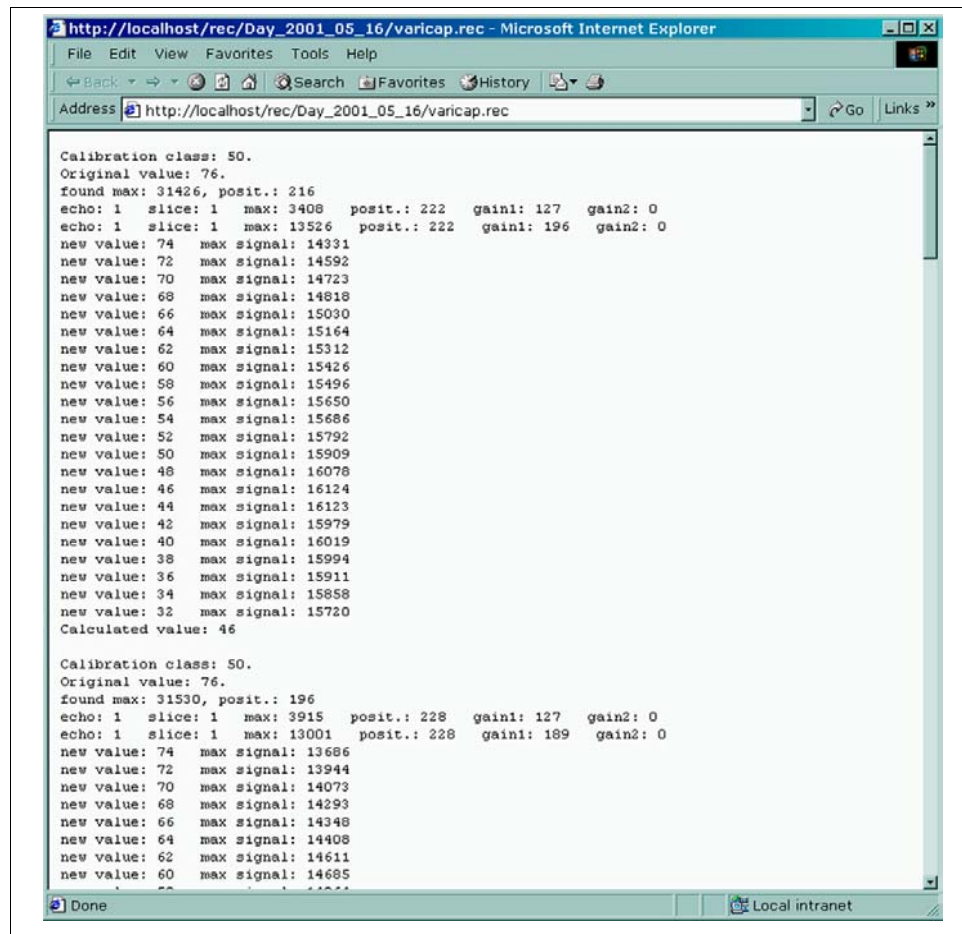 http://localhost/rec/Day_2001_05_16/varicap.rec - Microsoft Internet Explorer
File Edit View Favorites Tools Help
Back Search Favorites History
Address http://localhost/rec/Day_2001_05_16/varicap.rec Go Links »
Calibration class: 50.
Original value: 76.
found max: 31426, posit.: 216
echo: 1 slice: 1 max: 3408 posit.: 222 gain1: 127 gain2: 0
echo: 1 slice: 1 max: 13526 posit.: 222 gain1: 196 gain2: 0
new value: 74 max signal: 14331
new value: 72 max signal: 14592
new value: 70 max signal: 14723
new value: 68 max signal: 14818
new value: 66 max signal: 15030
new value: 64 max signal: 15164
new value: 62 max signal: 15312
new value: 60 max signal: 15426
new value: 58 max signal: 15496
new value: 56 max signal: 15650
new value: 54 max signal: 15686
new value: 52 max signal: 15792
new value: 50 max signal: 15909
new value: 48 max signal: 16078
new value: 46 max signal: 16124
new value: 44 max signal: 16123
new value: 42 max signal: 15979
new value: 40 max signal: 16019
new value: 38 max signal: 15994
new value: 36 max signal: 15911
new value: 34 max signal: 15858
new value: 32 max signal: 15720
Calculated value: 46
Calibration class: 50.
Original value: 76.
found max: 31530, posit.: 196
echo: 1 slice: 1 max: 3915 posit.: 228 gain1: 127 gain2: 0
echo: 1 slice: 1 max: 13001 posit.: 228 gain1: 189 gain2: 0
new value: 74 max signal: 13686
new value: 72 max signal: 13944
new value: 70 max signal: 14073
new value: 68 max signal: 14293
new value: 66 max signal: 14348
new value: 64 max signal: 14408
new value: 62 max signal: 14611
new value: 60 max signal: 14685
Done Local intranet